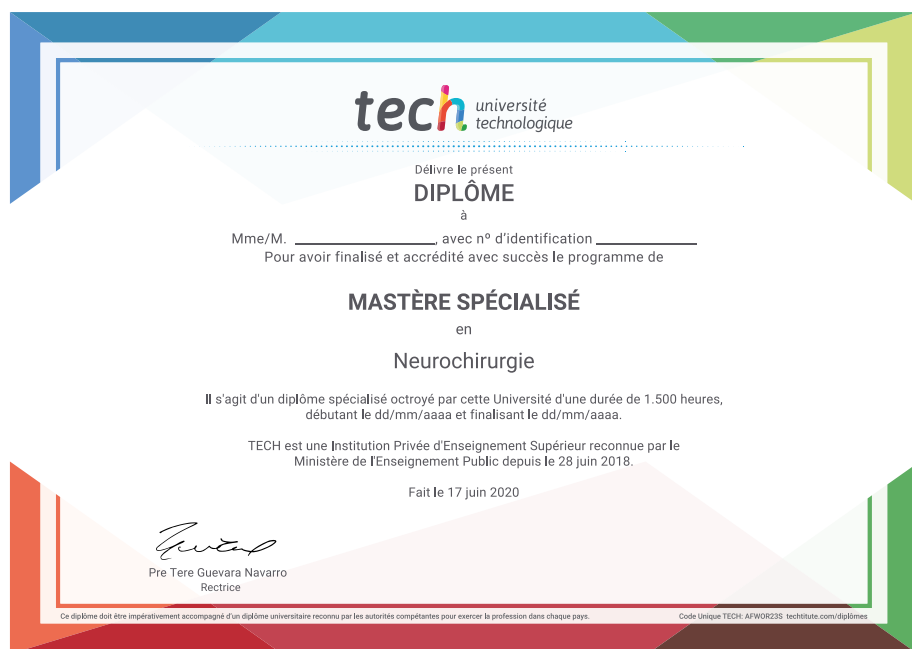 tech université
technologique
Délivre le présent
DIPLÔME
à
Mme/M. ____________________, avec nº d'identification ______________
Pour avoir finalisé et accrédité avec succès le programme de
MASTÈRE SPÉCIALISÉ
en
Neurochirurgie
Il s'agit d'un diplôme spécialisé octroyé par cette Université d'une durée de 1.500 heures,
débutant le dd/mm/aaaa et finalisant le dd/mm/aaaa.
TECH est une Institution Privée d'Enseignement Supérieur reconnue par le
Ministère de l'Enseignement Public depuis le 28 juin 2018.
Fait le 17 juin 2020
Pre Tere Guevara Navarro
Rectrice
Ce diplôme doit être impérativement accompagné d'un diplôme universitaire reconnu par les autorités compétantes pour exercer la profession dans chaque pays.
Code Unique TECH: AFWOR23S techtitute.com/diplômes